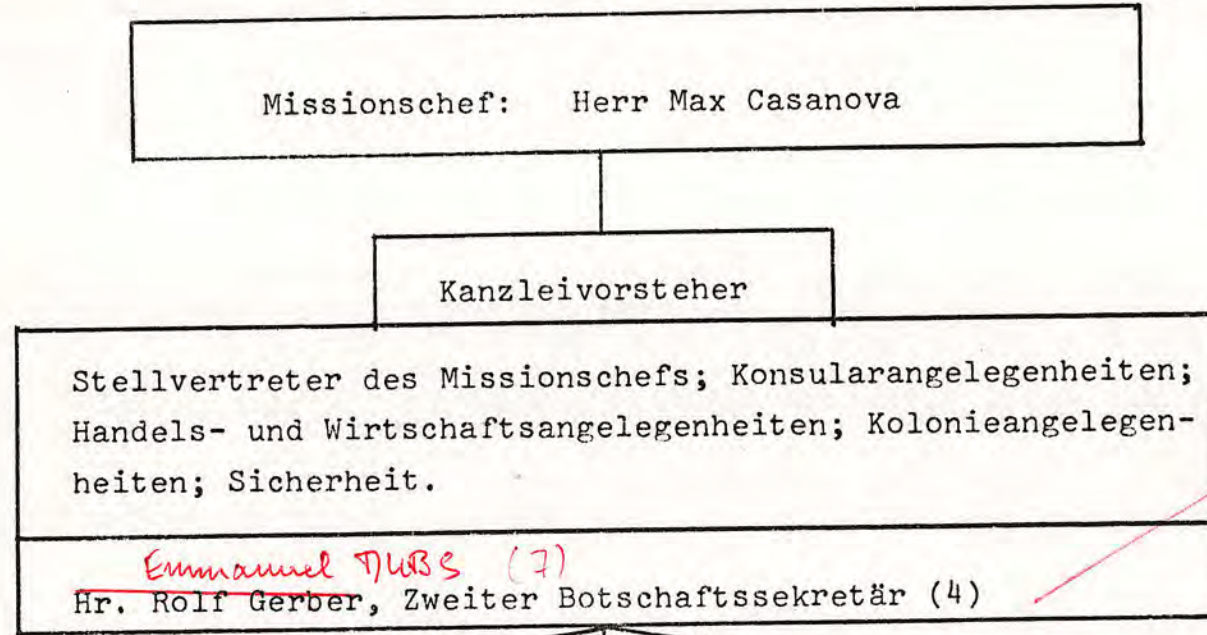 Missionschef: Herr Max Casanova
Kanzleivorsteher
Stellvertreter des Missionschefs; Konsularangelegenheiten;
Handels- und Wirtschaftsangelegenheiten; Kolonieangelegen-
heiten; Sicherheit.
Emmanuel DUBS (7)
Hr. Rolf Gerber, Zweiter Botschaftssekretär (4)